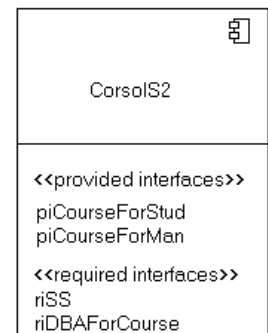 CorsoIS2
<<provided interfaces>>
piCourseForStud
piCourseForMan
<<required interfaces>>
riSS
riDBAForCourse